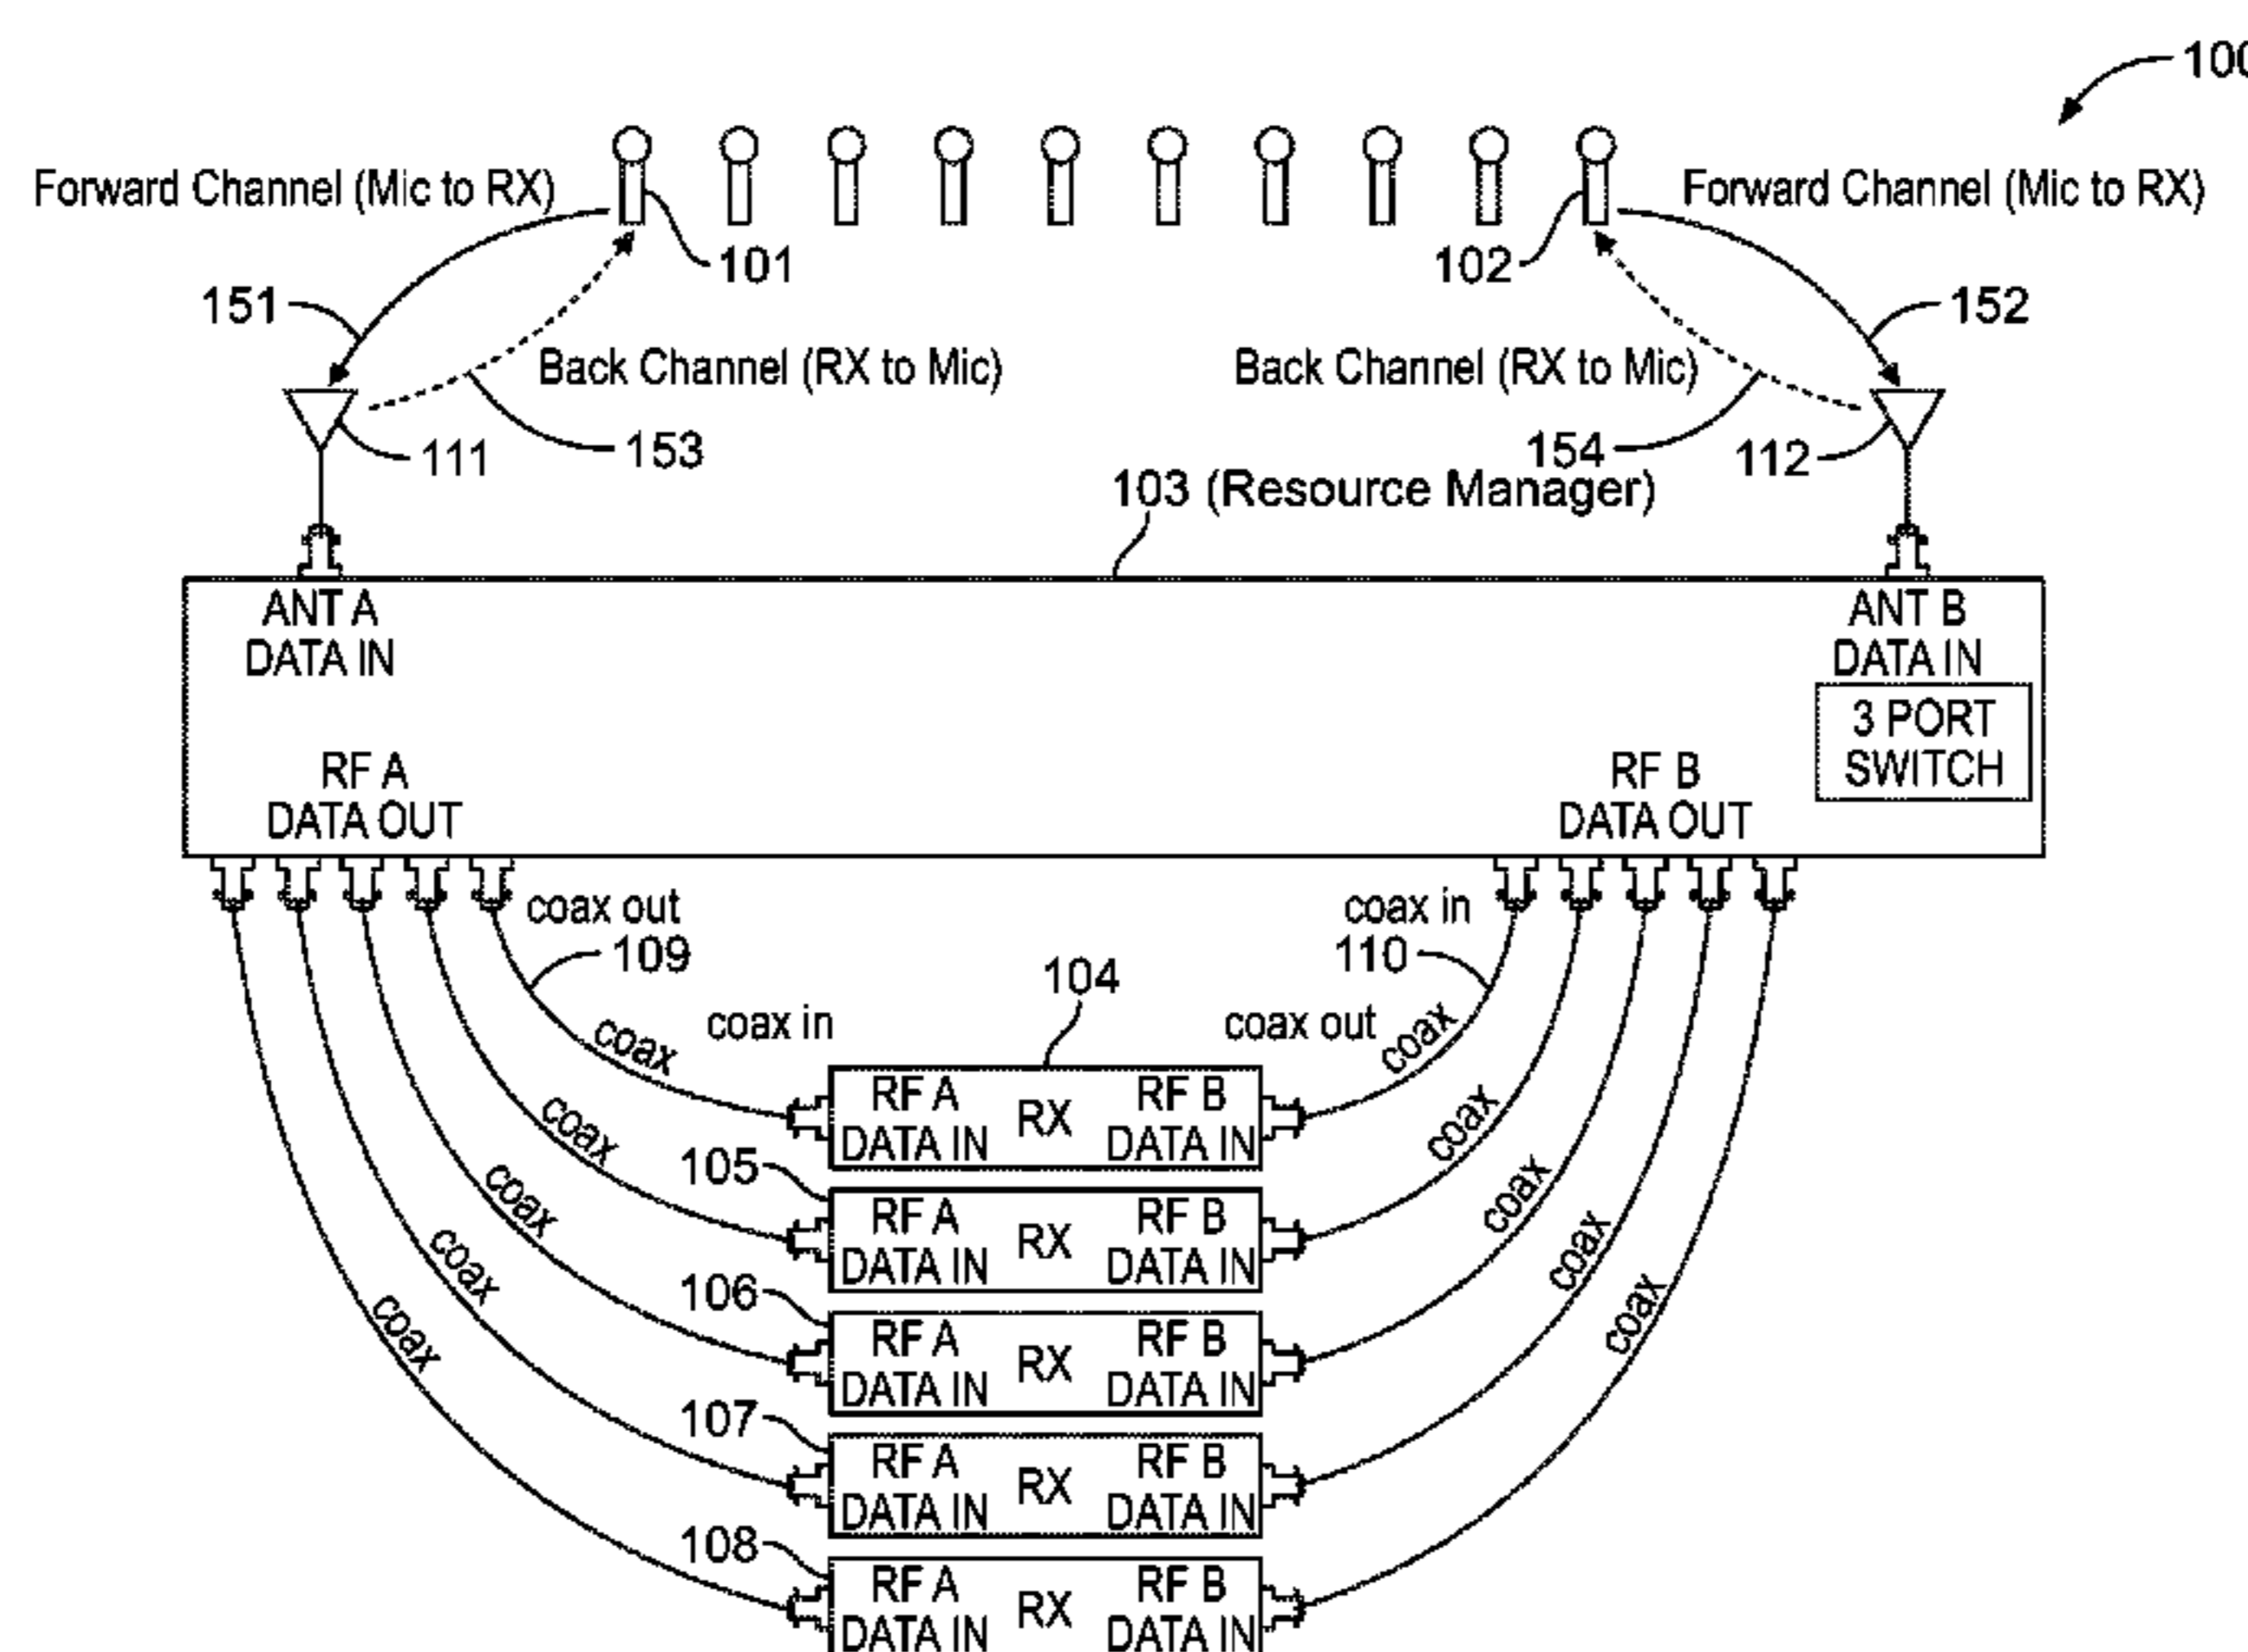 100
Forward Channel (Mic to RX)
Forward Channel (Mic to RX)
101
102
151
152
Back Channel (RX to Mic)
Back Channel (RX to Mic)
111
153
154
112
103 (Resource Manager)
ANT A
DATA IN
ANT B
DATA IN
3 PORT
SWITCH
RF A
DATA OUT
RF B
DATA OUT
coax out
109
coax in
110
104
coax in
coax out
coax
coax
RF A
DATA IN
RX
RF B
DATA IN
coax
coax
105
RF A
DATA IN
RX
RF B
DATA IN
coax
coax
106
RF A
DATA IN
RX
RF B
DATA IN
coax
coax
107
RF A
DATA IN
RX
RF B
DATA IN
coax
coax
108
RF A
DATA IN
RX
RF B
DATA IN